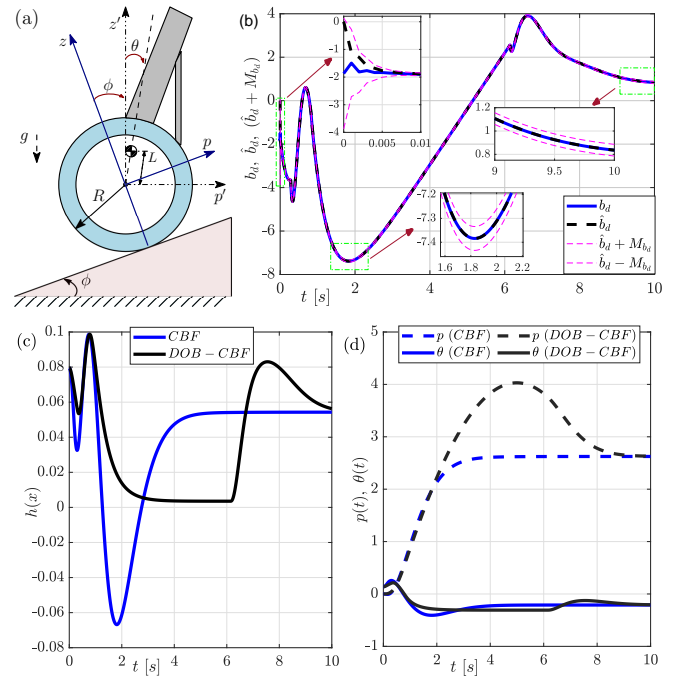 (a)
z′
z
θ
ϕ
g
p
L
R
p′
ϕ
(b)
b_d, b̂_d, (b̂_d ± M_{b_d})
4
2
0
-2
-4
-6
-8
0
2
4
6
8
10
t [s]
0
-1
-2
-3
-4
0
0.005
0.01
1.2
1
0.8
9
9.5
10
-7.2
-7.3
-7.4
1.6
1.8
2
2.2
b_d
b̂_d
b̂_d + M_{b_d}
b̂_d − M_{b_d}
(c)
h(x)
0.1
0.08
0.06
0.04
0.02
0
-0.02
-0.04
-0.06
-0.08
0
2
4
6
8
10
t [s]
CBF
DOB − CBF
(d)
p(t), θ(t)
5
4
3
2
1
0
-1
0
2
4
6
8
10
t [s]
p (CBF)
p (DOB−CBF)
θ (CBF)
θ (DOB−CBF)